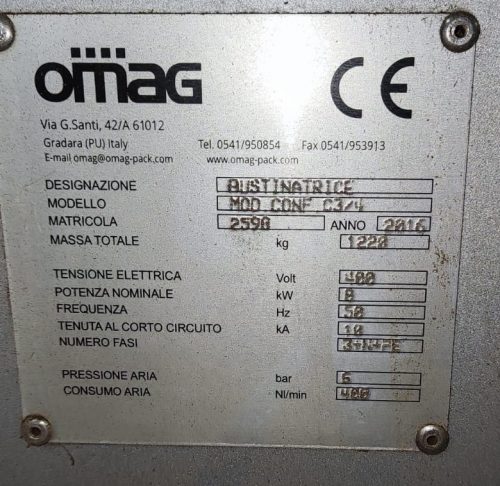 omag
CE
Via G.Santi, 42/A 61012
Gradara (PU) Italy Tel. 0541/950854 Fax 0541/953913
E-mail omag@omag-pack.com www.omag-pack.com
DESIGNAZIONE BUSTINATRICE
MODELLO MOD CONF C3/4
MATRICOLA 2590 ANNO 2016
MASSA TOTALE kg 1220
TENSIONE ELETTRICA Volt 400
POTENZA NOMINALE kW 8
FREQUENZA Hz 50
TENUTA AL CORTO CIRCUITO kA 10
NUMERO FASI 3+N+PE
PRESSIONE ARIA bar 6
CONSUMO ARIA Nl/min 400